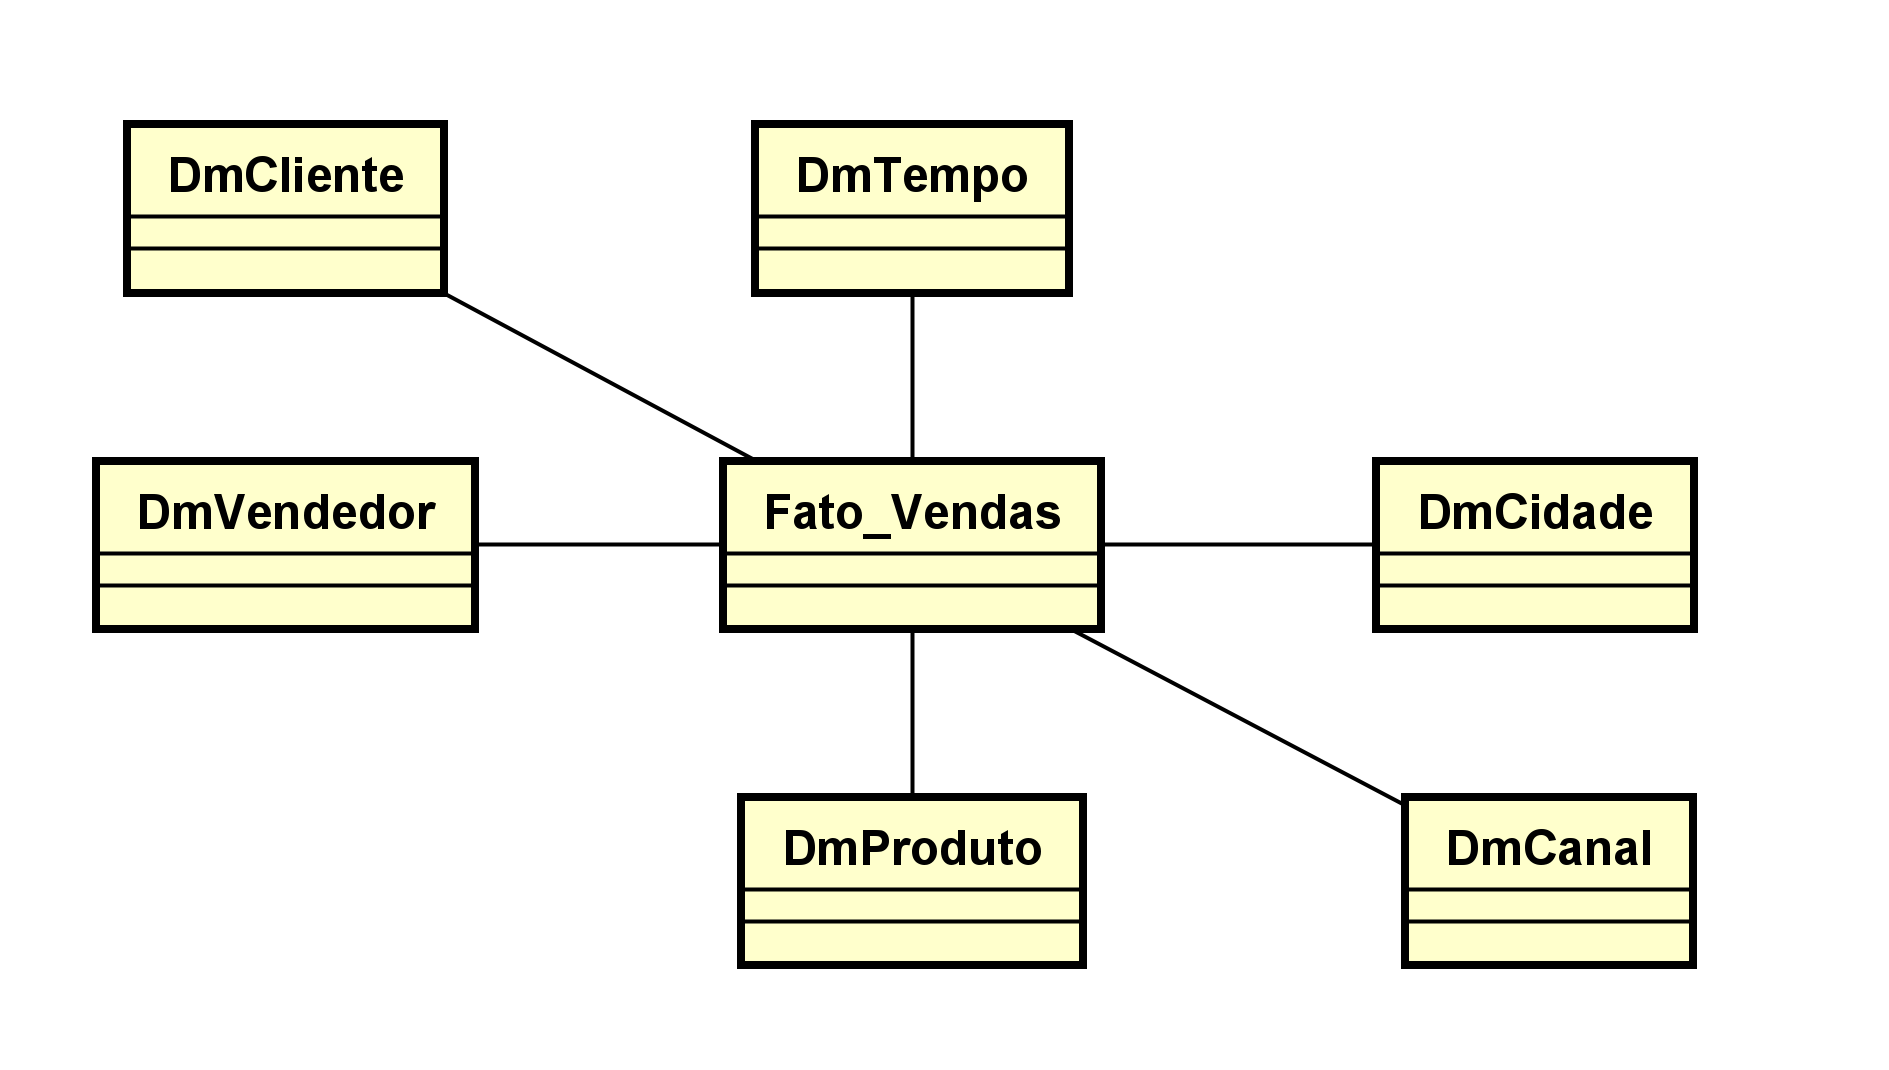 DmCliente
DmTempo
DmVendedor
Fato_Vendas
DmCidade
DmProduto
DmCanal